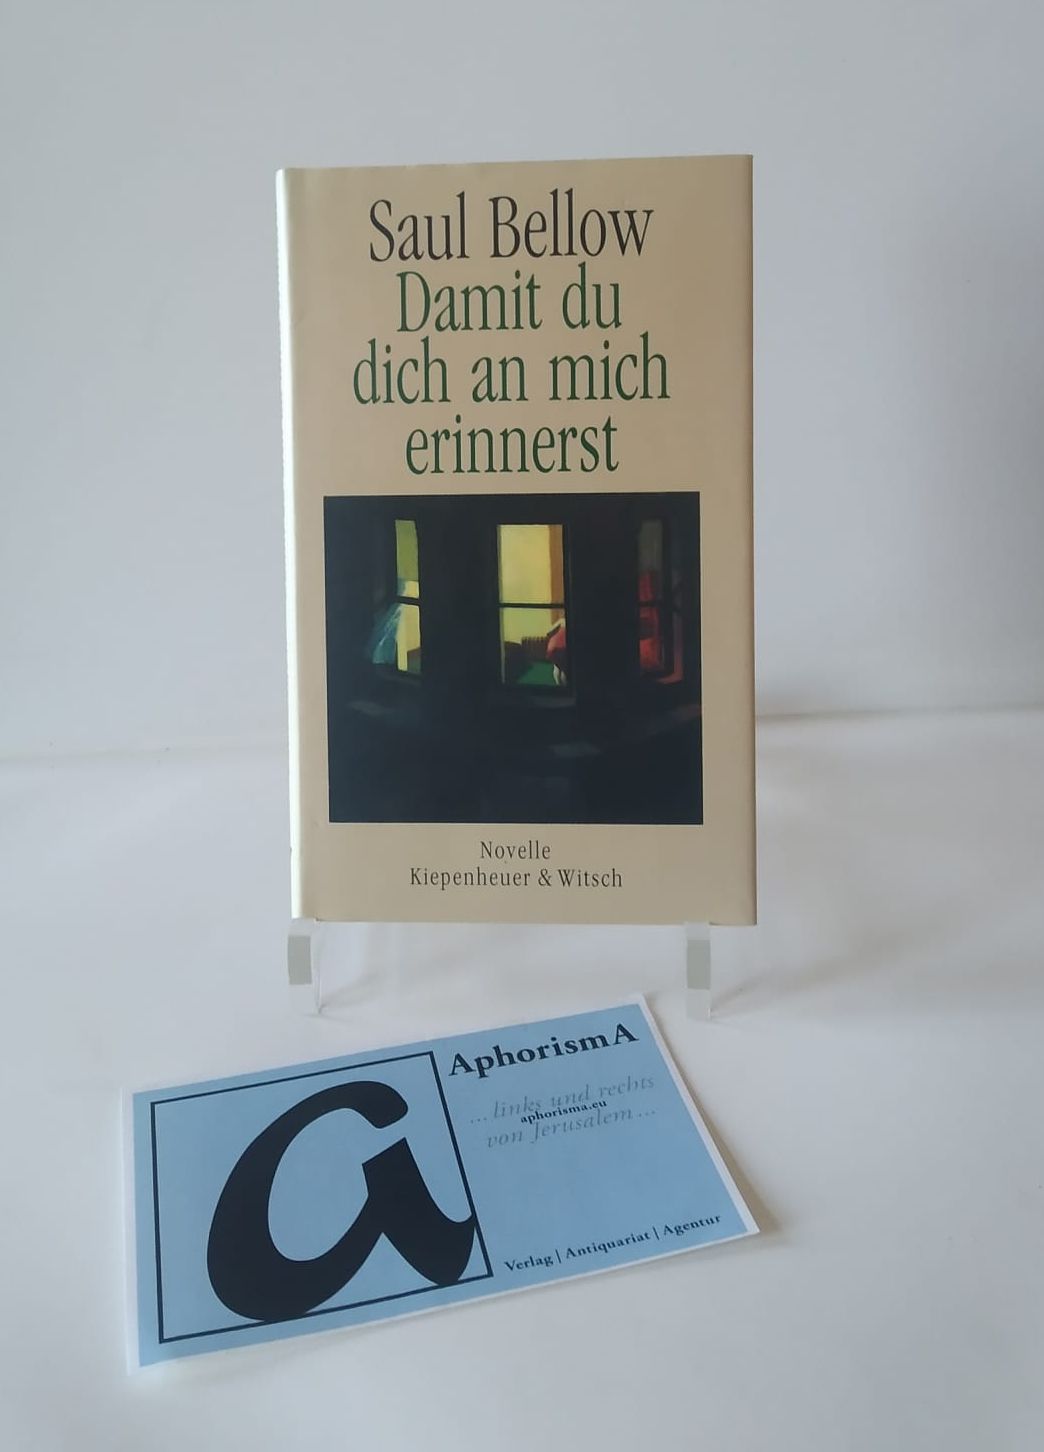 Saul Bellow
Damit du
dich an mich
erinnerst
Novelle
Kiepenheuer & Witsch
a
AphorismA
... links und rechts
aphorisma.eu
von Jerusalem ...
Verlag | Antiquariat | Agentur